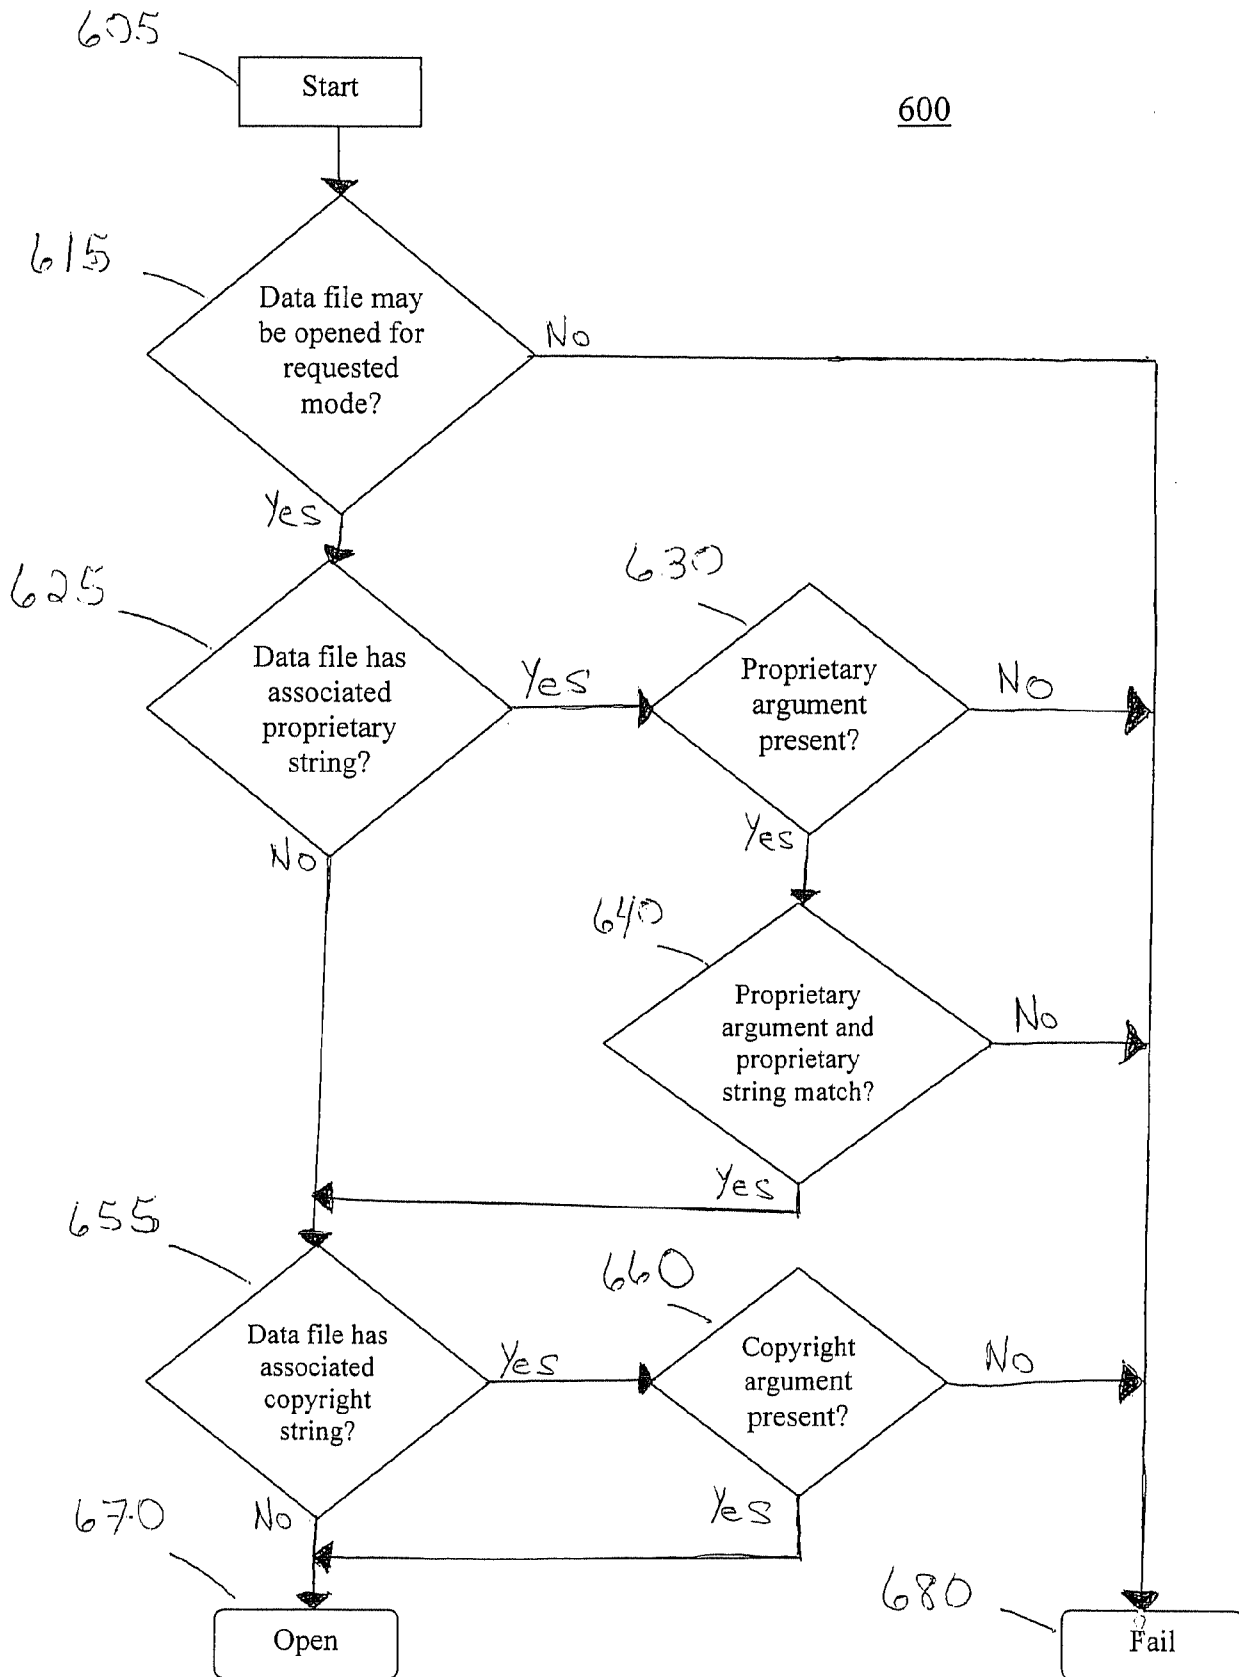 605
Start
600
615
Data file may
be opened for
requested
mode?
No
Yes
625
Data file has
associated
proprietary
string?
Yes
No
630
Proprietary
argument
present?
No
Yes
640
Proprietary
argument and
proprietary
string match?
No
Yes
655
Data file has
associated
copyright
string?
Yes
No
660
Copyright
argument
present?
No
Yes
670
Open
680
Fail